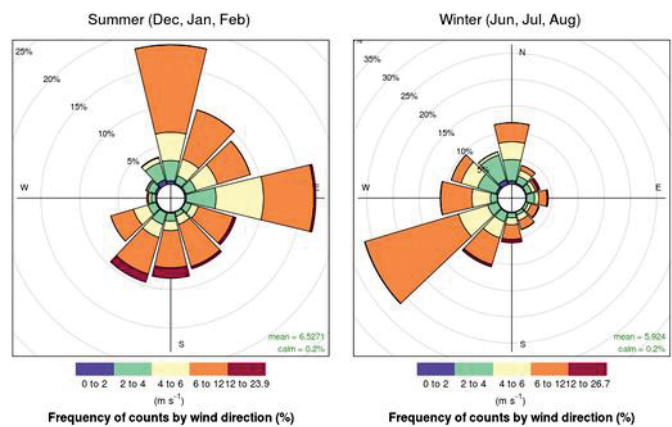 Summer (Dec, Jan, Feb)
25%
20%
15%
10%
5%
W
E
S
mean = 6.5271
calm = 0.2%
0 to 2 2 to 4 4 to 6 6 to 12 12 to 23.9
(m s⁻¹)
Frequency of counts by wind direction (%)
Winter (Jun, Jul, Aug)
N
35%
30%
25%
20%
15%
10%
5%
W
E
S
mean = 5.924
calm = 0.2%
0 to 2 2 to 4 4 to 6 6 to 12 12 to 26.7
(m s⁻¹)
Frequency of counts by wind direction (%)